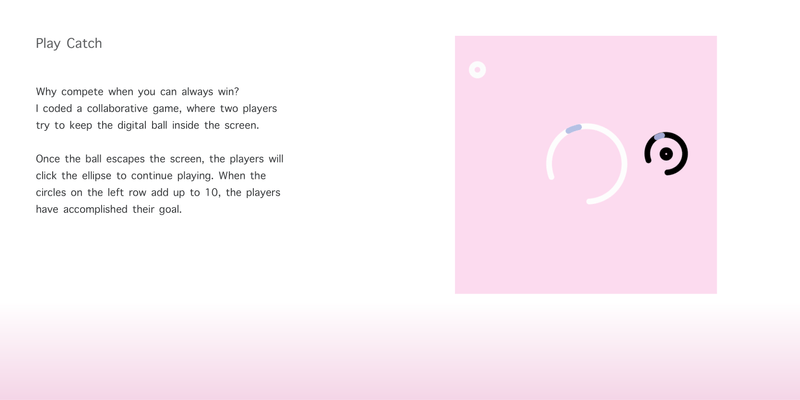 Play Catch
Why compete when you can always win?
I coded a collaborative game, where two players
try to keep the digital ball inside the screen.
Once the ball escapes the screen, the players will
click the ellipse to continue playing. When the
circles on the left row add up to 10, the players
have accomplished their goal.